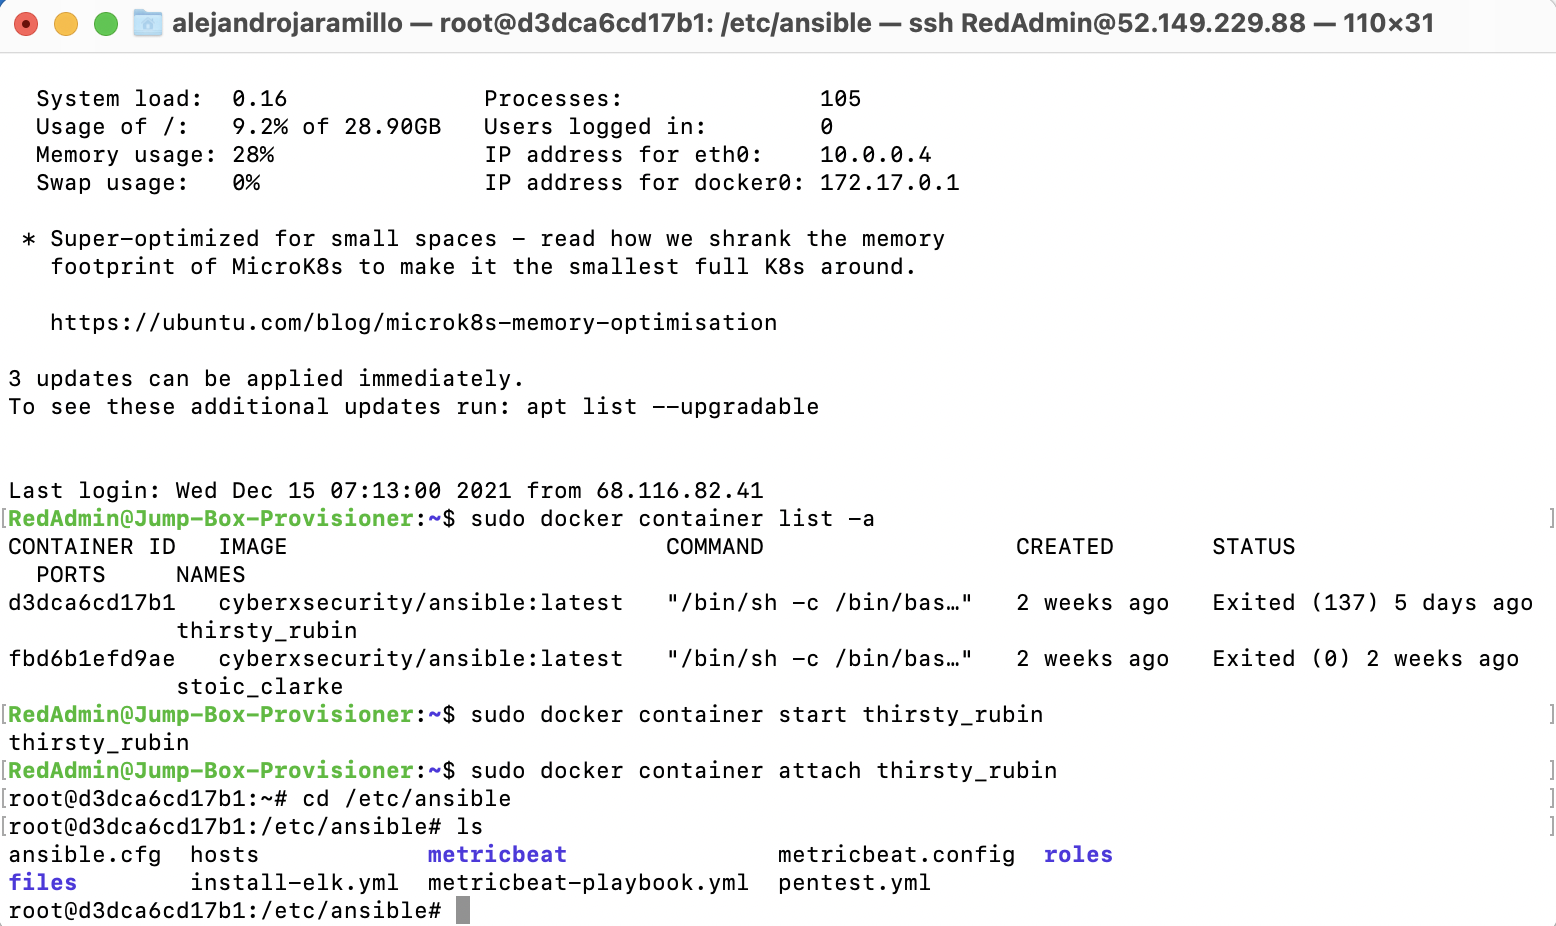 alejandrojaramillo — root@d3dca6cd17b1: /etc/ansible — ssh RedAdmin@52.149.229.88 — 110×31
System load:  0.16              Processes:              105
Usage of /:   9.2% of 28.90GB   Users logged in:        0
Memory usage: 28%               IP address for eth0:    10.0.0.4
Swap usage:   0%                IP address for docker0: 172.17.0.1
* Super-optimized for small spaces - read how we shrank the memory
footprint of MicroK8s to make it the smallest full K8s around.
https://ubuntu.com/blog/microk8s-memory-optimisation
3 updates can be applied immediately.
To see these additional updates run: apt list --upgradable
Last login: Wed Dec 15 07:13:00 2021 from 68.116.82.41
[RedAdmin@Jump-Box-Provisioner:~$ sudo docker container list -a ]
CONTAINER ID   IMAGE                           COMMAND                  CREATED       STATUS
PORTS     NAMES
d3dca6cd17b1   cyberxsecurity/ansible:latest   "/bin/sh -c /bin/bas…"   2 weeks ago   Exited (137) 5 days ago
thirsty_rubin
fbd6b1efd9ae   cyberxsecurity/ansible:latest   "/bin/sh -c /bin/bas…"   2 weeks ago   Exited (0) 2 weeks ago
stoic_clarke
[RedAdmin@Jump-Box-Provisioner:~$ sudo docker container start thirsty_rubin ]
thirsty_rubin
[RedAdmin@Jump-Box-Provisioner:~$ sudo docker container attach thirsty_rubin ]
[root@d3dca6cd17b1:~# cd /etc/ansible ]
[root@d3dca6cd17b1:/etc/ansible# ls ]
ansible.cfg  hosts            metricbeat               metricbeat.config  roles
files        install-elk.yml  metricbeat-playbook.yml  pentest.yml
root@d3dca6cd17b1:/etc/ansible#